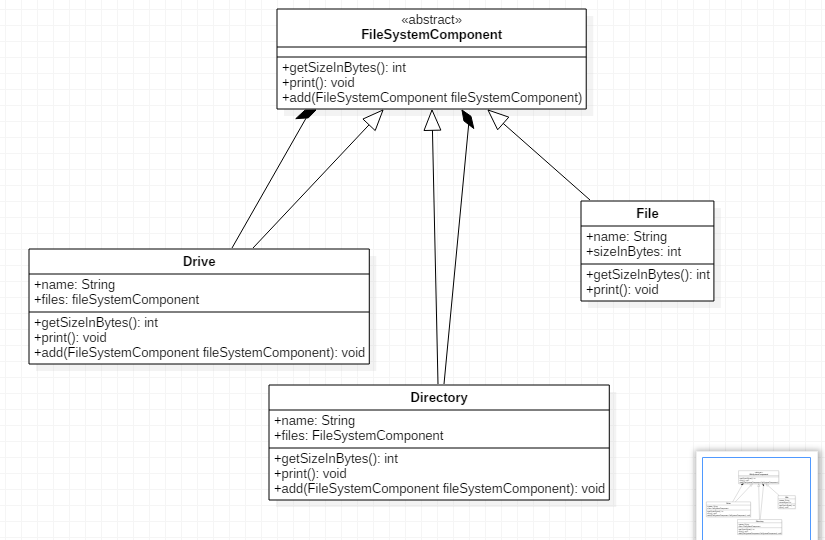 «abstract»
FileSystemComponent
+getSizeInBytes(): int
+print(): void
+add(FileSystemComponent fileSystemComponent)
File
+name: String
+sizeInBytes: int
+getSizeInBytes(): int
+print(): void
Drive
+name: String
+files: fileSystemComponent
+getSizeInBytes(): int
+print(): void
+add(FileSystemComponent fileSystemComponent): void
Directory
+name: String
+files: FileSystemComponent
+getSizeInBytes(): int
+print(): void
+add(FileSystemComponent fileSystemComponent): void